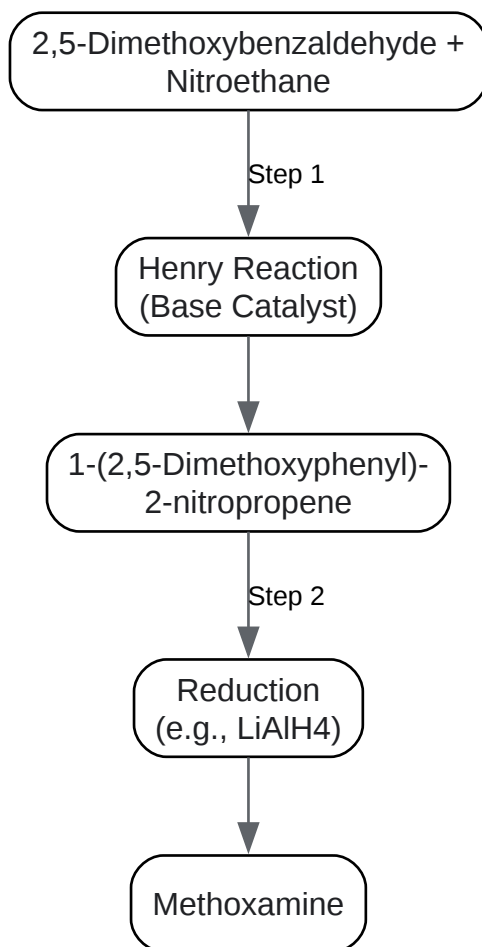 2,5-Dimethoxybenzaldehyde +
Nitroethane
Step 1
Henry Reaction
(Base Catalyst)
1-(2,5-Dimethoxyphenyl)-
2-nitropropene
Step 2
Reduction
(e.g., LiAlH4)
Methoxamine